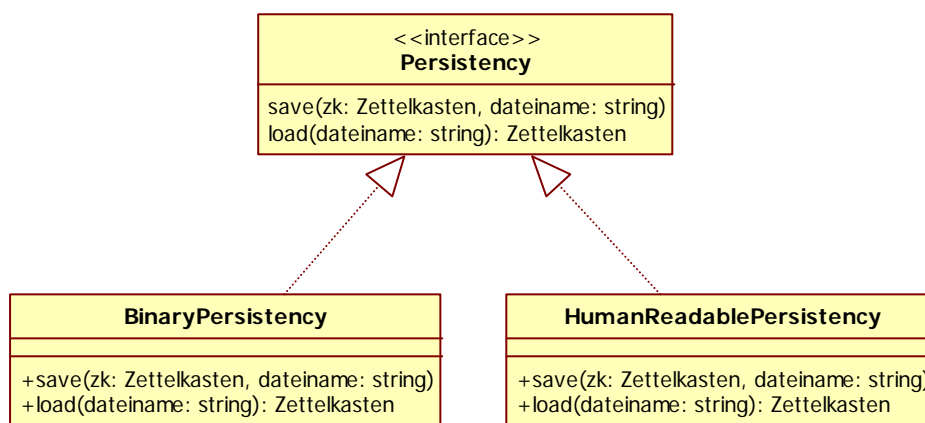 <<interface>>
Persistency
save(zk: Zettelkasten, dateiname: string)
load(dateiname: string): Zettelkasten
BinaryPersistency
+save(zk: Zettelkasten, dateiname: string)
+load(dateiname: string): Zettelkasten
HumanReadablePersistency
+save(zk: Zettelkasten, dateiname: string)
+load(dateiname: string): Zettelkasten